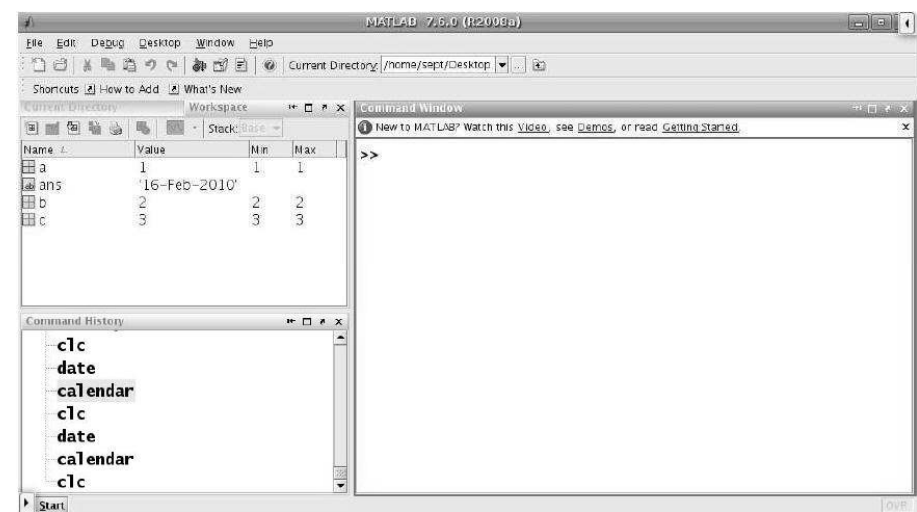 MATLAB 7.6.0 (R2008a)
File Edit Debug Desktop Window Help
Current Directory: /home/sept/Desktop ...
Shortcuts How to Add What's New
Current Directory Workspace
Stack: Base
Name Value Min Max
a 1 1 1
ans '16-Feb-2010'
b 2 2 2
c 3 3 3
Command History
clc
date
calendar
clc
date
calendar
clc
Command Window
New to MATLAB? Watch this Video, see Demos, or read Getting Started.
>>
Start
OVR